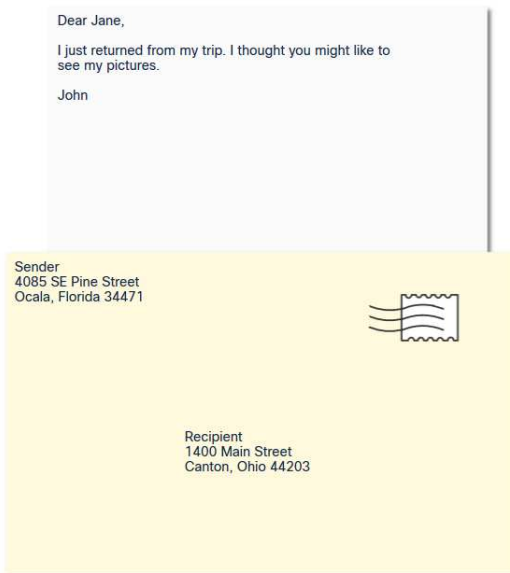 Dear Jane,
I just returned from my trip. I thought you might like to
see my pictures.
John
Sender
4085 SE Pine Street
Ocala, Florida 34471
Recipient
1400 Main Street
Canton, Ohio 44203